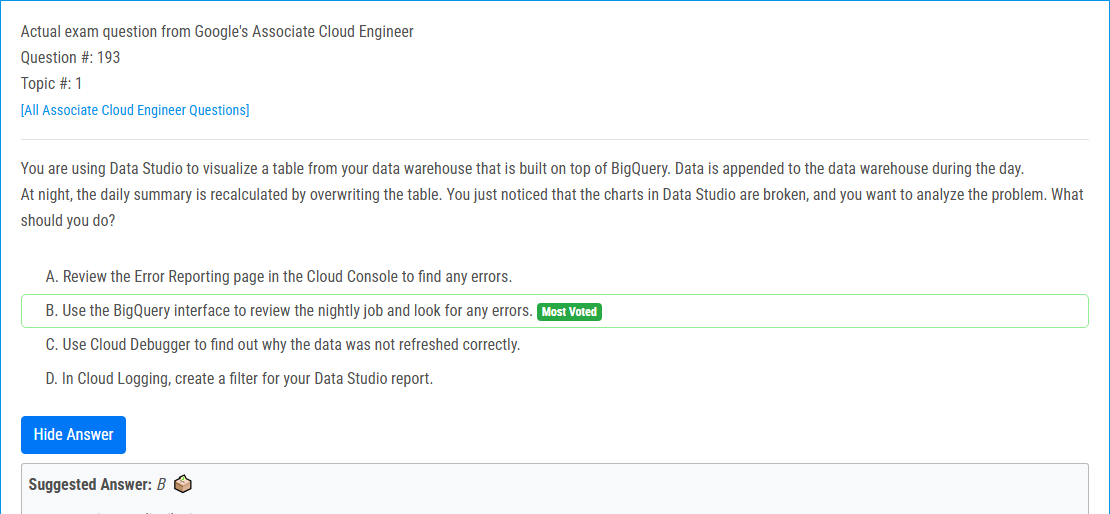 Actual exam question from Google's Associate Cloud Engineer
Question #: 193
Topic #: 1
[All Associate Cloud Engineer Questions]
You are using Data Studio to visualize a table from your data warehouse that is built on top of BigQuery. Data is appended to the data warehouse during the day.
At night, the daily summary is recalculated by overwriting the table. You just noticed that the charts in Data Studio are broken, and you want to analyze the problem. What
should you do?
A. Review the Error Reporting page in the Cloud Console to find any errors.
B. Use the BigQuery interface to review the nightly job and look for any errors. Most Voted
C. Use Cloud Debugger to find out why the data was not refreshed correctly.
D. In Cloud Logging, create a filter for your Data Studio report.
Hide Answer
Suggested Answer: B